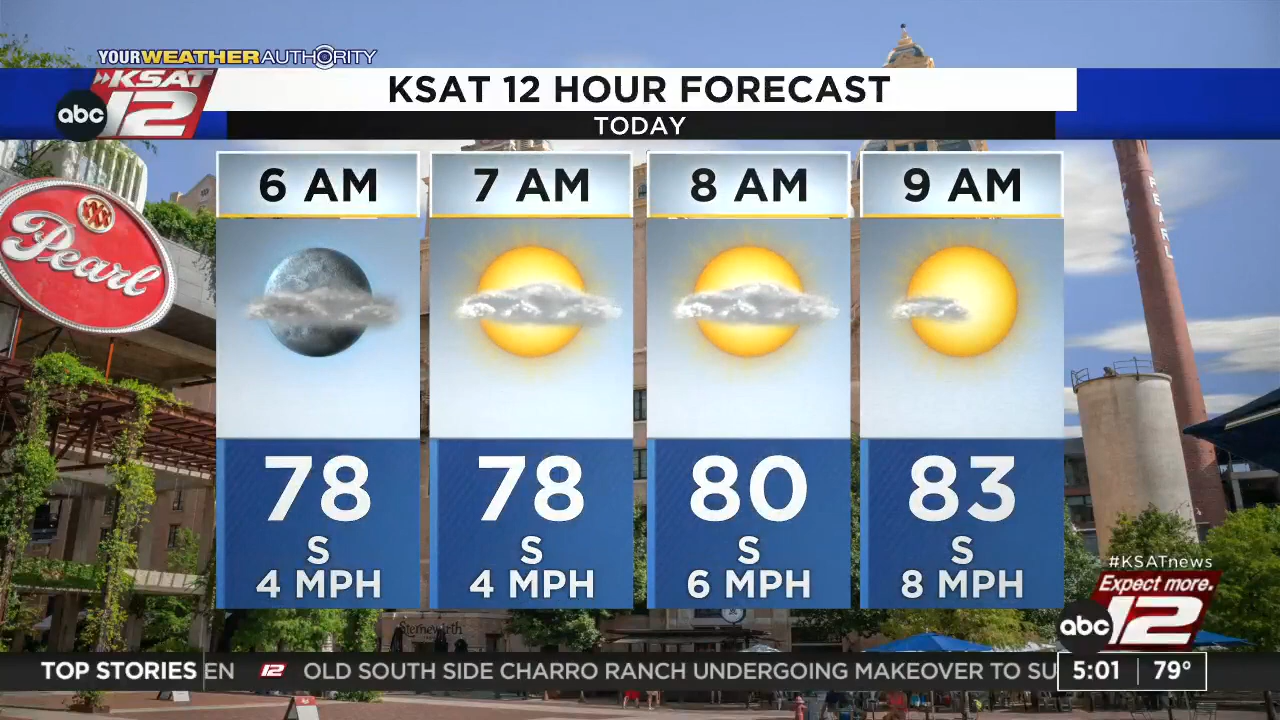 YOUR WEATHER AUTHORITY
KSAT
12
abc
KSAT 12 HOUR FORECAST
TODAY
6 AM
7 AM
8 AM
9 AM
78
78
80
83
S
S
S
S
4 MPH
4 MPH
6 MPH
8 MPH
Pearl
PEARL
#KSATnews
Expect more.
abc
12
TOP STORIES
EN 12 OLD SOUTH SIDE CHARRO RANCH UNDERGOING MAKEOVER TO SU
5:01 79°